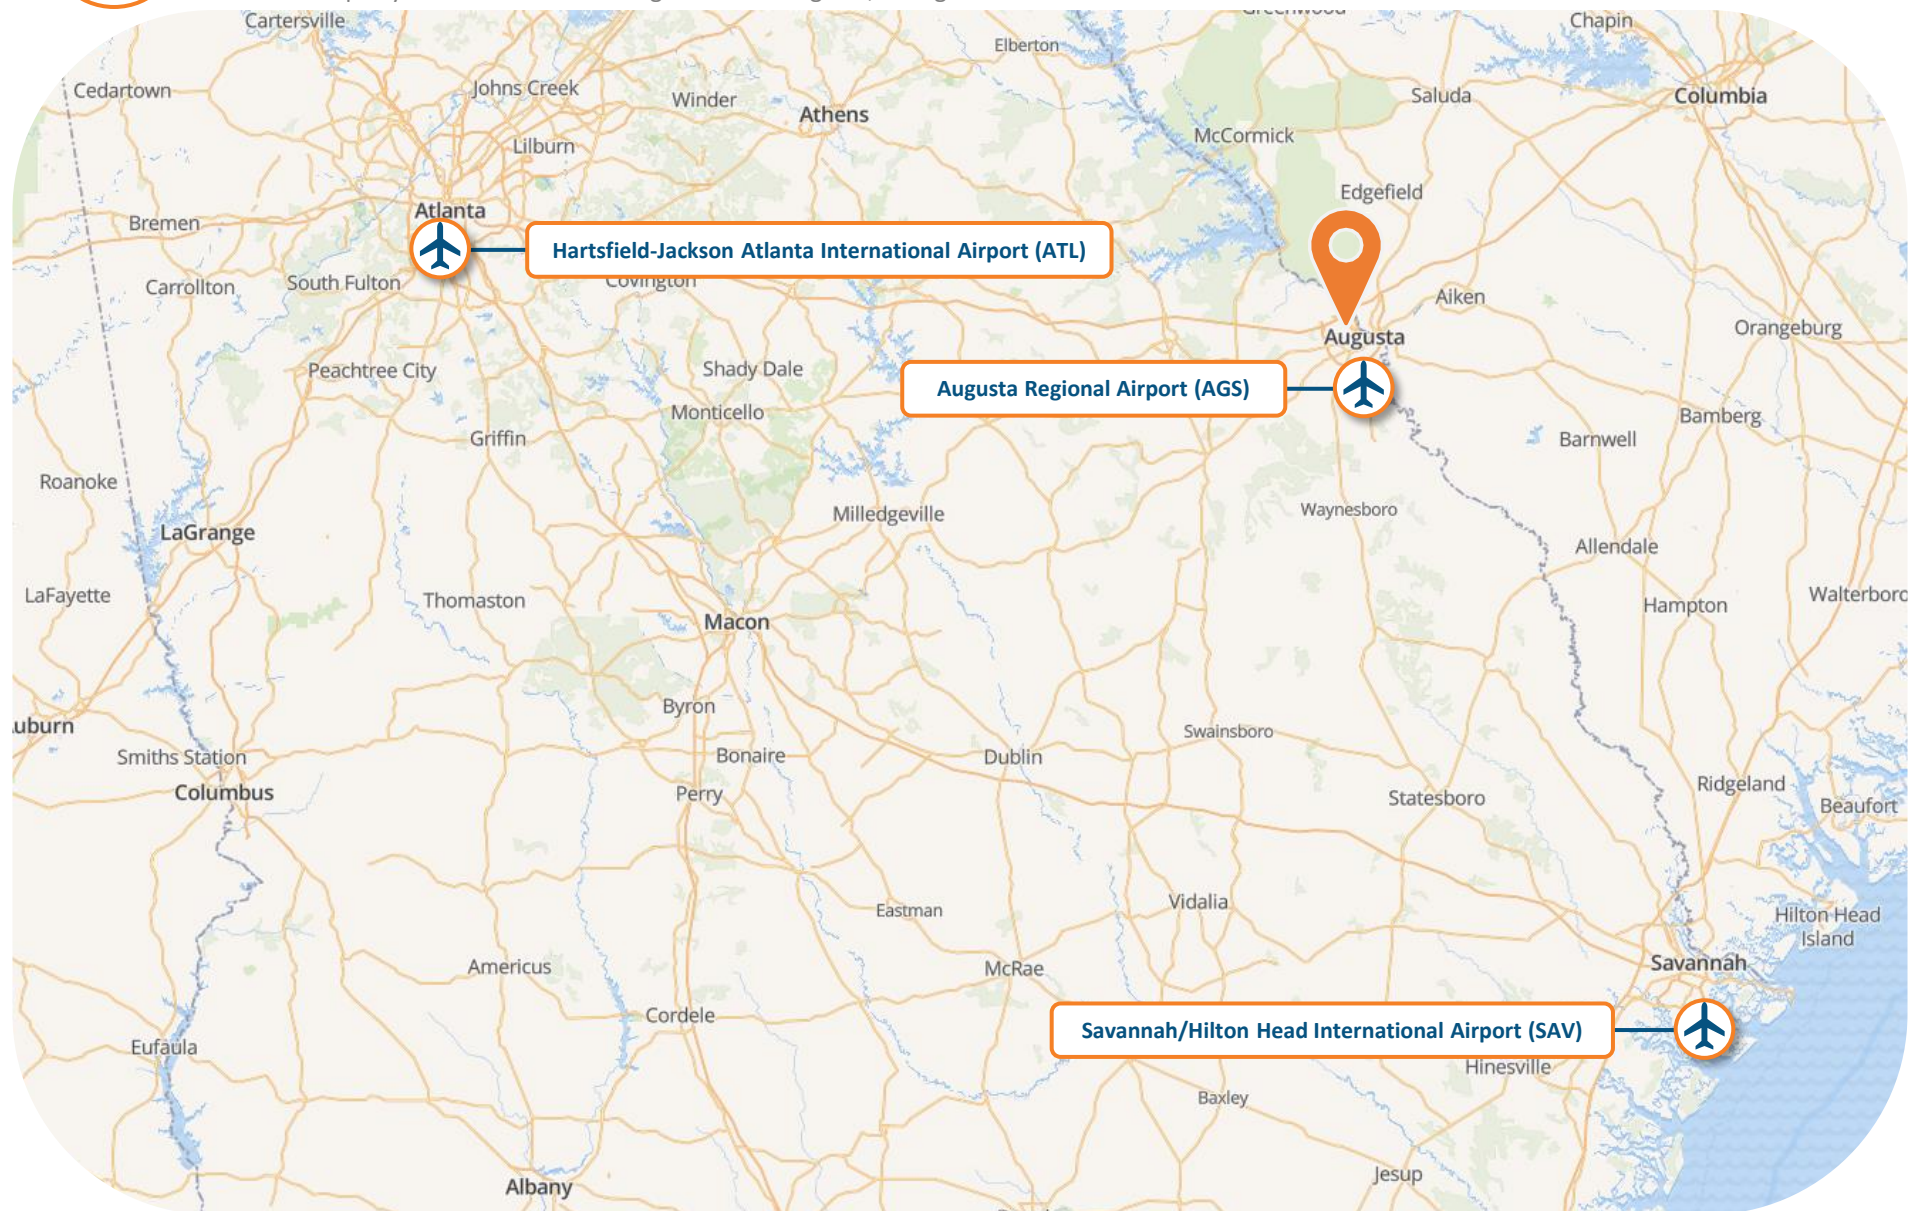 Cartersville
Chapin
Elberton
Cedartown
Johns Creek
Winder
Athens
Saluda
Columbia
Lilburn
McCormick
Edgefield
Atlanta
Bremen
Hartsfield-Jackson Atlanta International Airport (ATL)
Carrollton
South Fulton
Covington
Aiken
Orangeburg
Augusta
Peachtree City
Shady Dale
Augusta Regional Airport (AGS)
Monticello
Bamberg
Griffin
Barnwell
Roanoke
Milledgeville
Waynesboro
LaGrange
Allendale
LaFayette
Thomaston
Hampton
Walterboro
Macon
Byron
uburn
Swainsboro
Smiths Station
Bonaire
Dublin
Columbus
Perry
Statesboro
Ridgeland
Beaufort
Vidalia
Eastman
Hilton Head
Island
Americus
McRae
Savannah
Cordele
Savannah/Hilton Head International Airport (SAV)
Eufaula
Hinesville
Baxley
Albany
Jesup